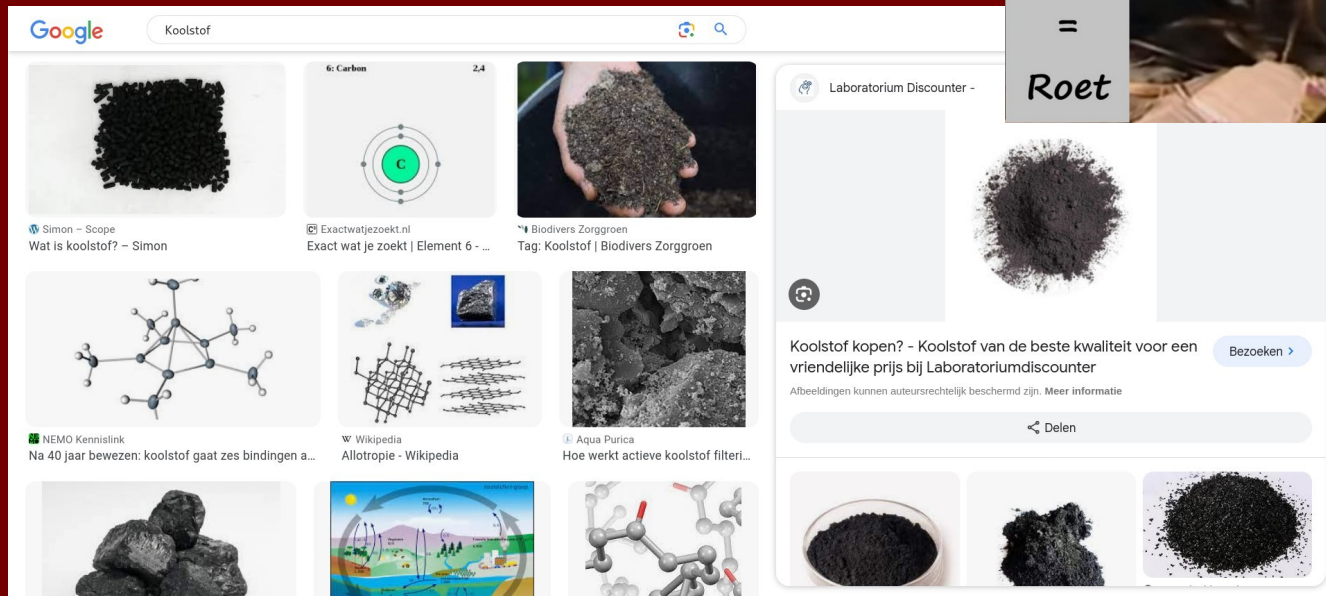 Google
Koolstof
=
Roet
6: Carbon 2,4
C
Simon – Scope
Wat is koolstof? – Simon
Exactwatjezoekt.nl
Exact wat je zoekt | Element 6 - ...
Biodivers Zorggroen
Tag: Koolstof | Biodivers Zorggroen
NEMO Kennislink
Na 40 jaar bewezen: koolstof gaat zes bindingen a...
W Wikipedia
Allotropie - Wikipedia
Aqua Purica
Hoe werkt actieve koolstof filteri...
Laboratorium Discounter -
Koolstof kopen? - Koolstof van de beste kwaliteit voor een
vriendelijke prijs bij Laboratoriumdiscounter
Bezoeken
Afbeeldingen kunnen auteursrechtelijk beschermd zijn. Meer informatie
Delen